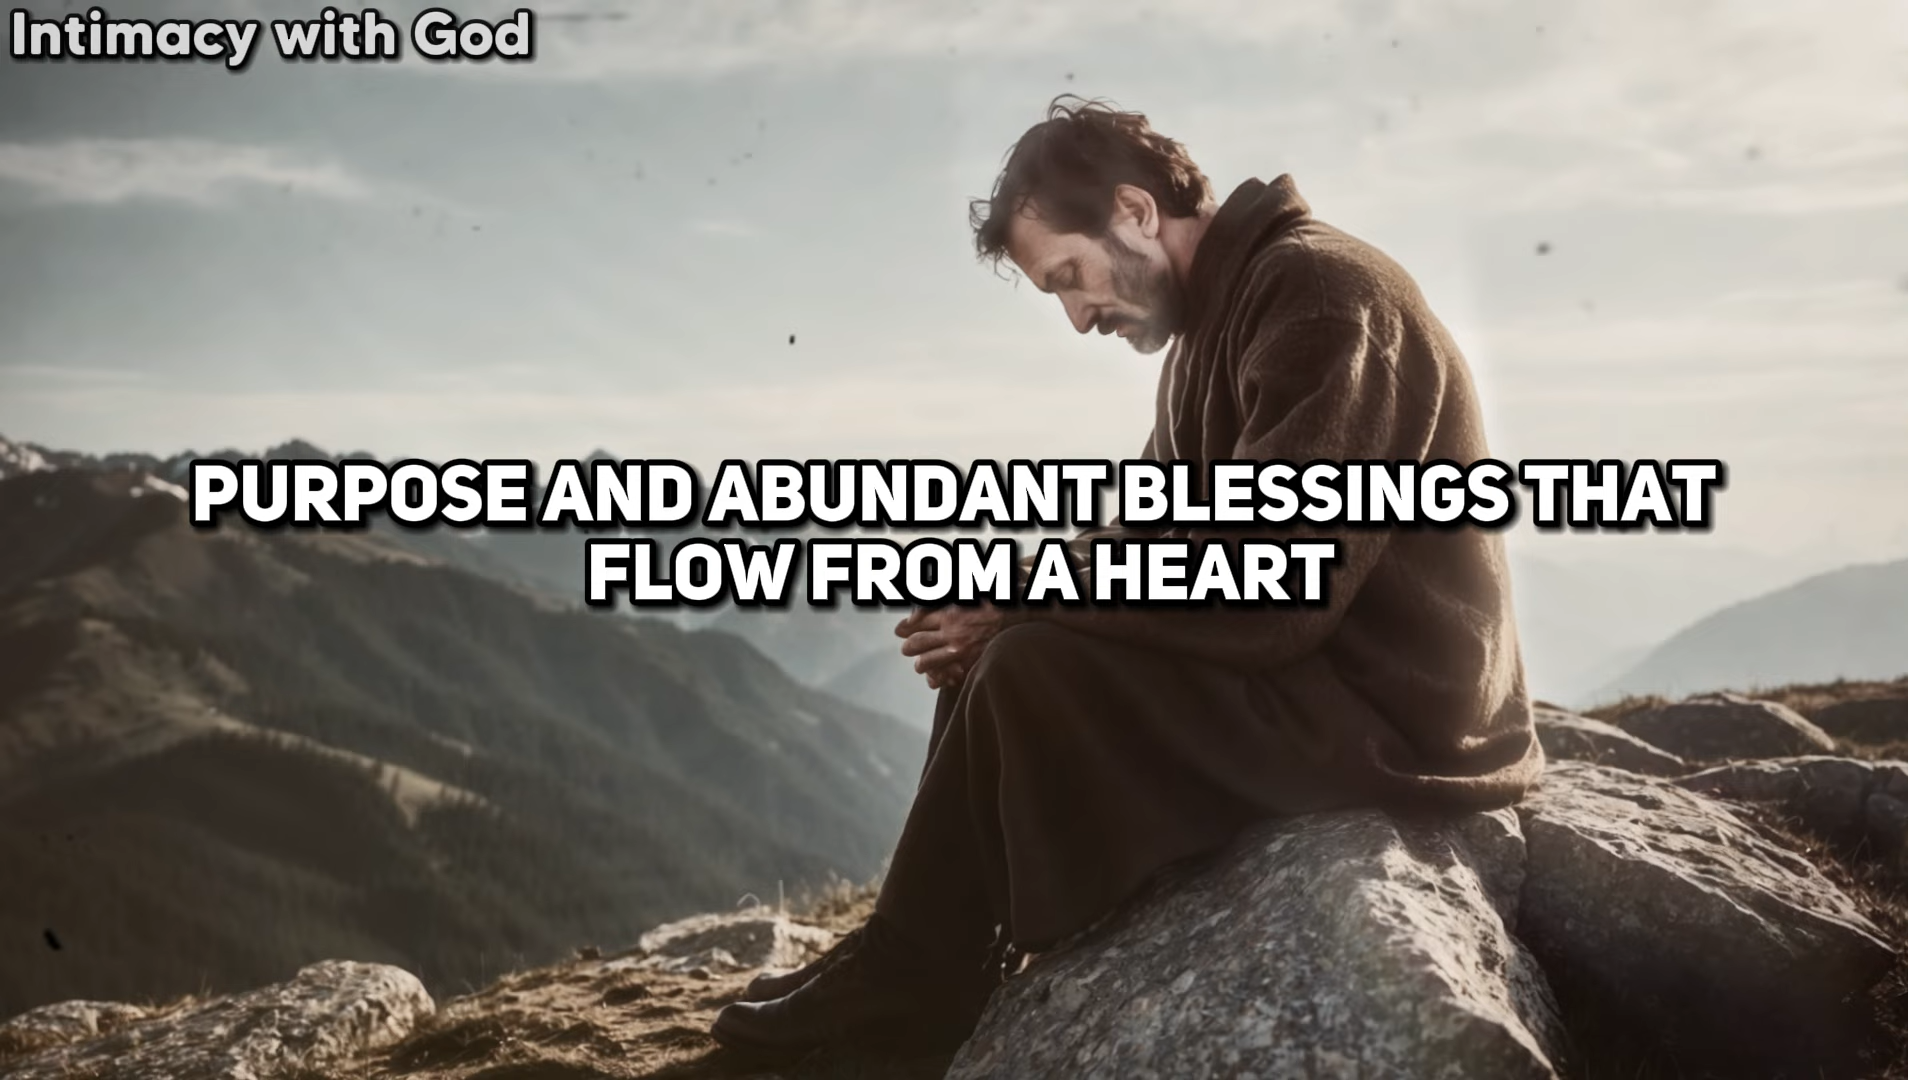 Intimacy with God
PURPOSE AND ABUNDANT BLESSINGS THAT
FLOW FROM A HEART